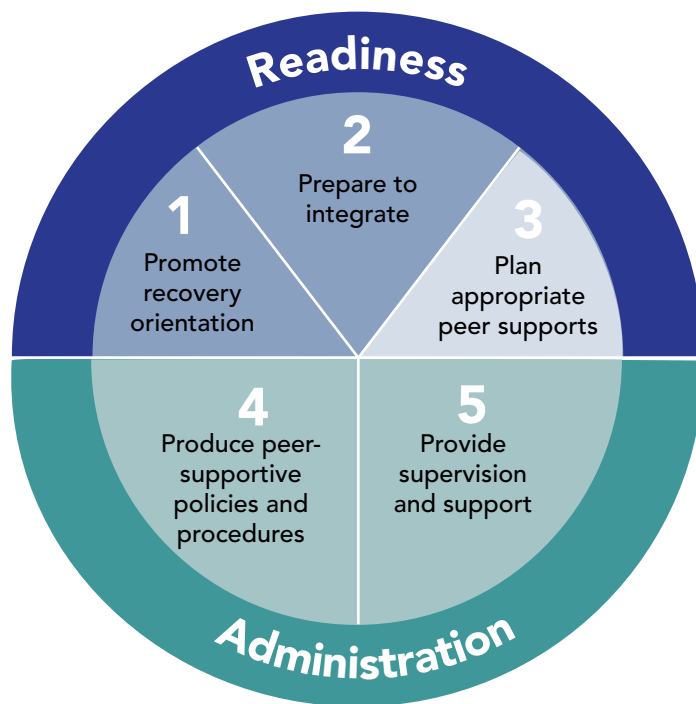 Readiness
1
Promote
recovery
orientation
2
Prepare to
integrate
3
Plan
appropriate
peer supports
4
Produce peer-
supportive
policies and
procedures
5
Provide
supervision
and support
Administration